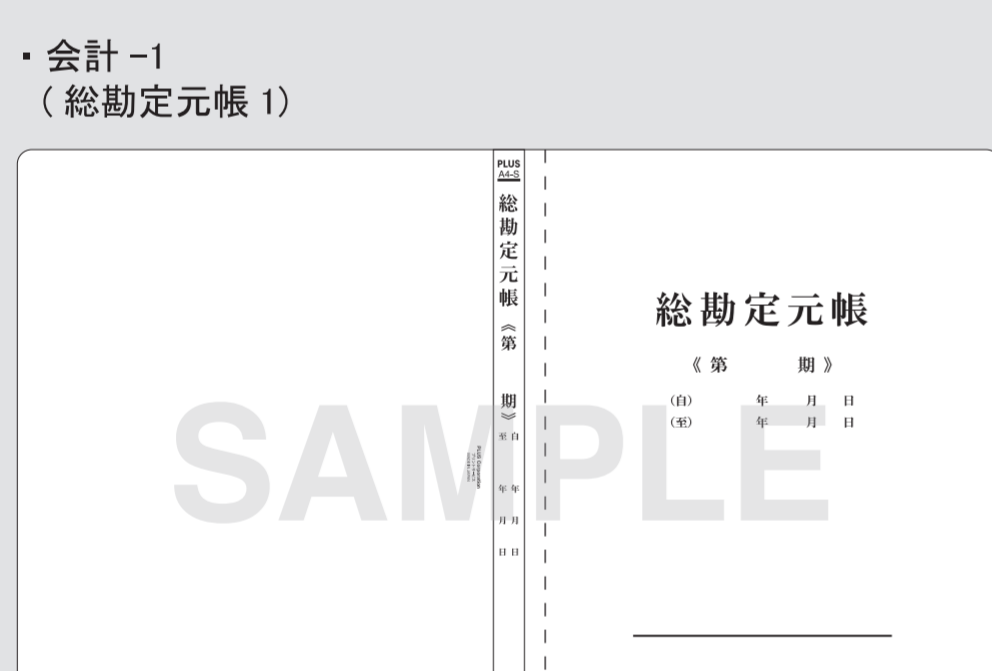 ・会計-1
(総勘定元帳1)
PLUS
A4-S
総勘定元帳《第　期》
自　年　月　日
至　年　月　日
PLUS Corporation
総勘定元帳
《第　期》
(自)　年　月　日
(至)　年　月　日
SAMPLE